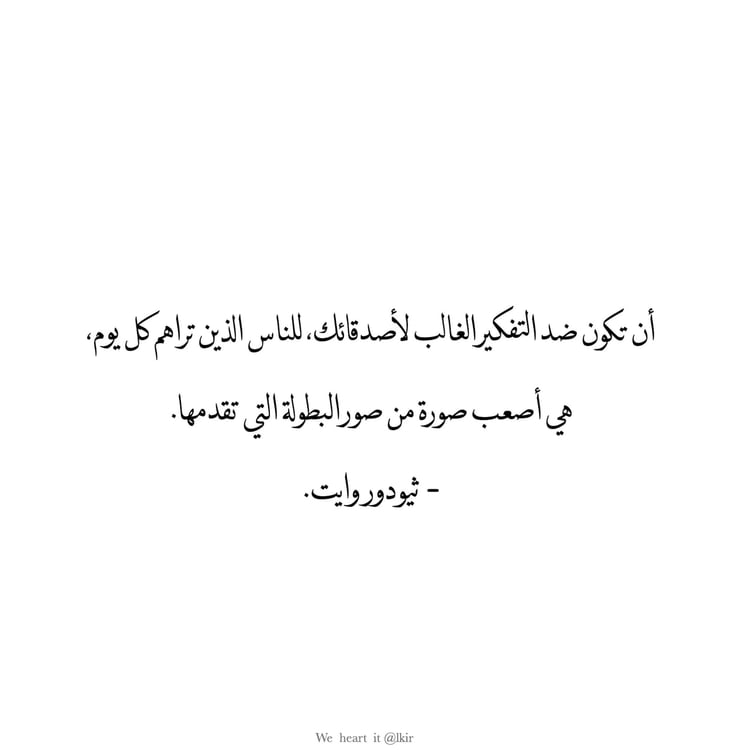 أن تكون ضد التفكير الغالب لأصدقائك، للناس الذين تراهم كل يوم،
هي أصعب صورة من صور البطولة التي تقدمها.
- ثيودور وايت.
We heart it @lkir